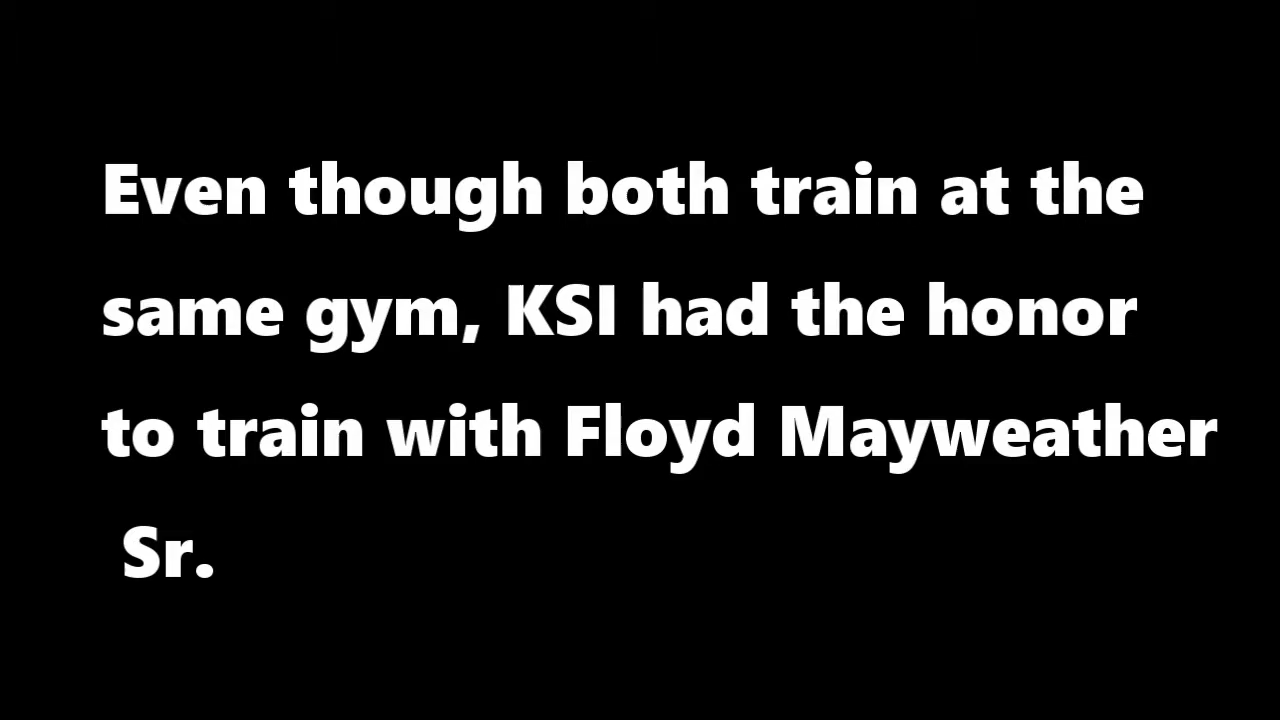 Even though both train at the
same gym, KSI had the honor
to train with Floyd Mayweather
Sr.